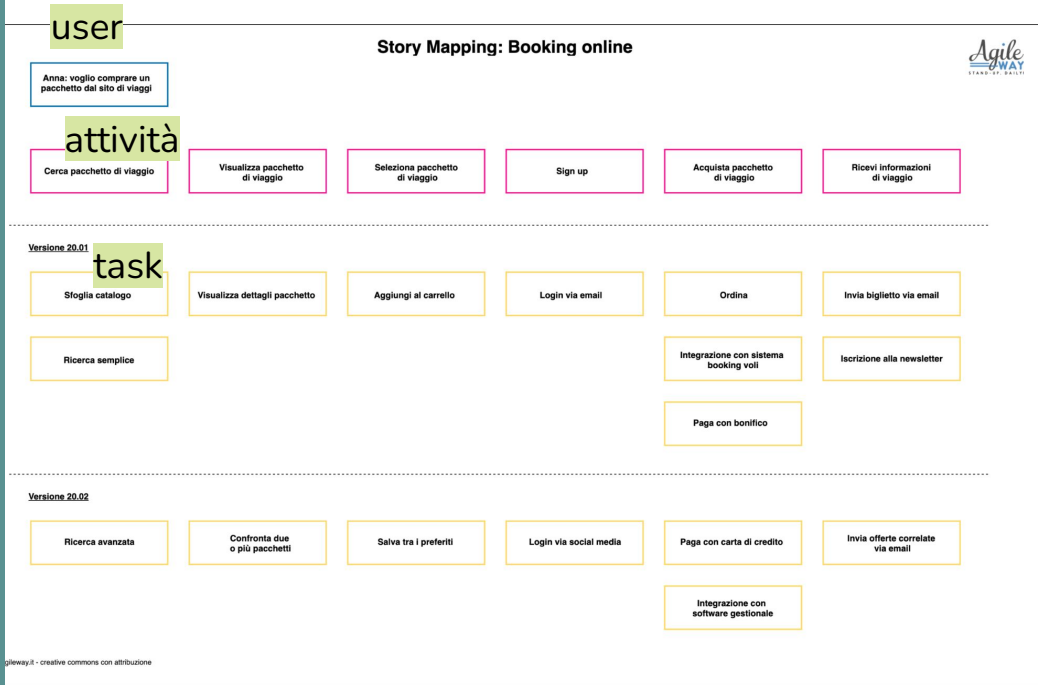 user
Story Mapping: Booking online
Agile
WAY
STAND-UP. DAILY!
Anna: voglio comprare un
pacchetto dal sito di viaggi
attività
Cerca pacchetto di viaggio
Visualizza pacchetto
di viaggio
Seleziona pacchetto
di viaggio
Sign up
Acquista pacchetto
di viaggio
Ricevi informazioni
di viaggio
Versione 20.01
task
Sfoglia catalogo
Visualizza dettagli pacchetto
Aggiungi al carrello
Login via email
Ordina
Invia biglietto via email
Ricerca semplice
Integrazione con sistema
booking voli
Iscrizione alla newsletter
Paga con bonifico
Versione 20.02
Ricerca avanzata
Confronta due
o più pacchetti
Salva tra i preferiti
Login via social media
Paga con carta di credito
Invia offerte correlate
via email
Integrazione con
software gestionale
gileway.it - creative commons con attribuzione